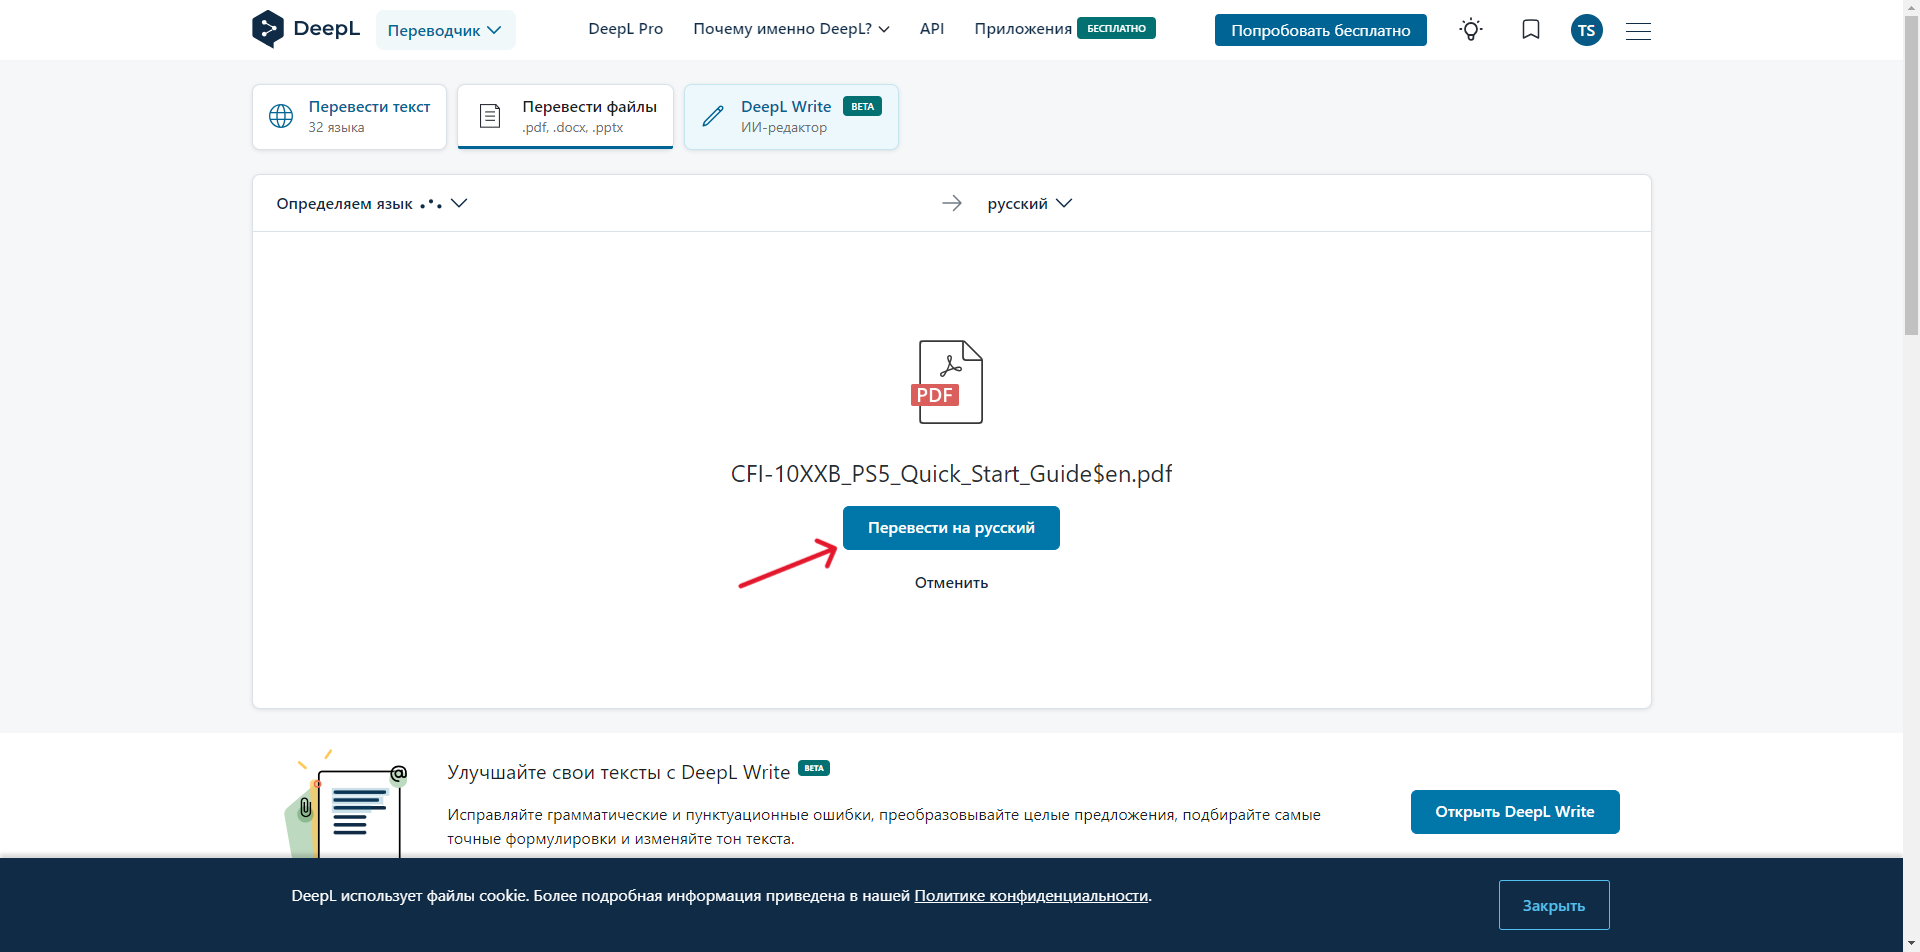 DeepL
Переводчик
DeepL Pro
Почему именно DeepL?
API
Приложения
БЕСПЛАТНО
Попробовать бесплатно
TS
Перевести текст
32 языка
Перевести файлы
.pdf, .docx, .pptx
DeepL Write
BETA
ИИ-редактор
Определяем язык
русский
PDF
CFI-10XXB_PS5_Quick_Start_Guide$en.pdf
Перевести на русский
Отменить
@
Улучшайте свои тексты с DeepL Write
BETA
Исправляйте грамматические и пунктуационные ошибки, преобразовывайте целые предложения, подбирайте самые
точные формулировки и изменяйте тон текста.
Открыть DeepL Write
DeepL использует файлы cookie. Более подробная информация приведена в нашей Политике конфиденциальности.
Закрыть